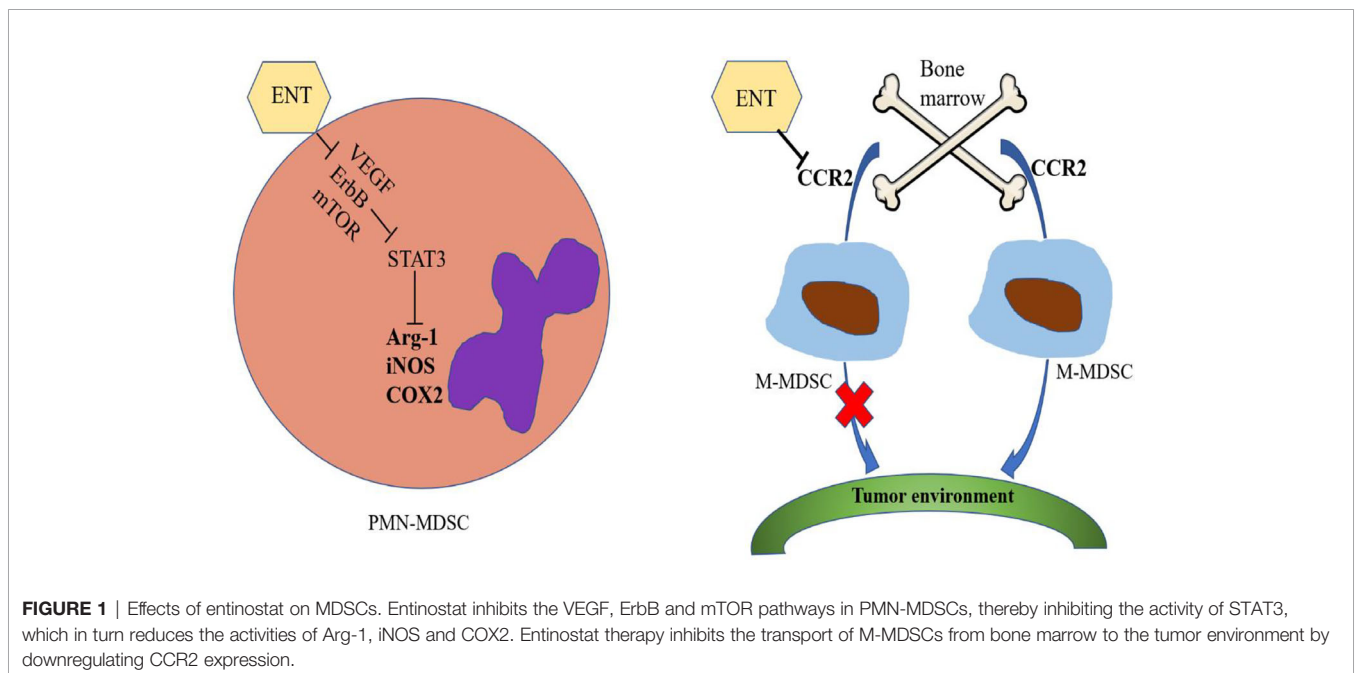 ENT
VEGF
ErbB
mTOR
STAT3
Arg-1
iNOS
COX2
PMN-MDSC
ENT
Bone
marrow
CCR2
CCR2
M-MDSC
M-MDSC
Tumor environment
FIGURE 1 | Effects of entinostat on MDSCs. Entinostat inhibits the VEGF, ErbB and mTOR pathways in PMN-MDSCs, thereby inhibiting the activity of STAT3,
which in turn reduces the activities of Arg-1, iNOS and COX2. Entinostat therapy inhibits the transport of M-MDSCs from bone marrow to the tumor environment by
downregulating CCR2 expression.